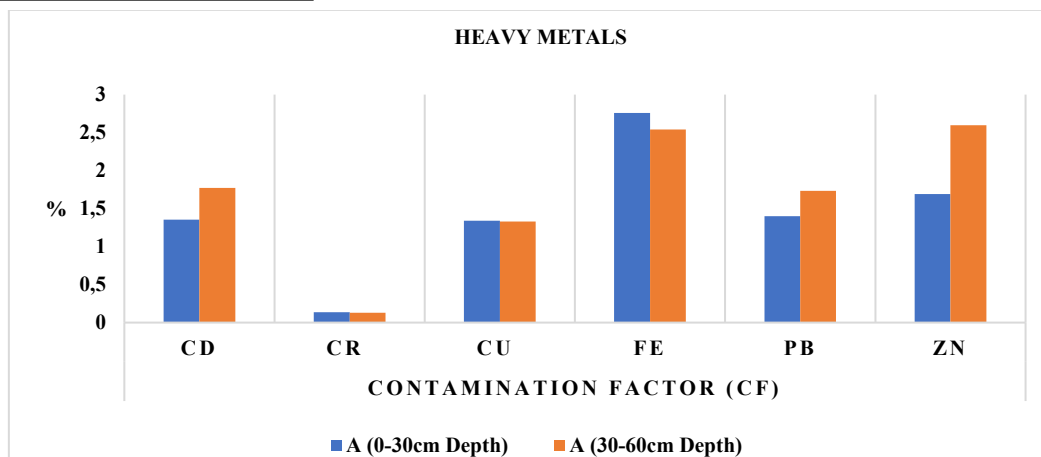 HEAVY METALS
3
2,5
2
% 1,5
1
0,5
0
CD CR CU FE PB ZN
CONTAMINATION FACTOR (CF)
A (0-30cm Depth) A (30-60cm Depth)